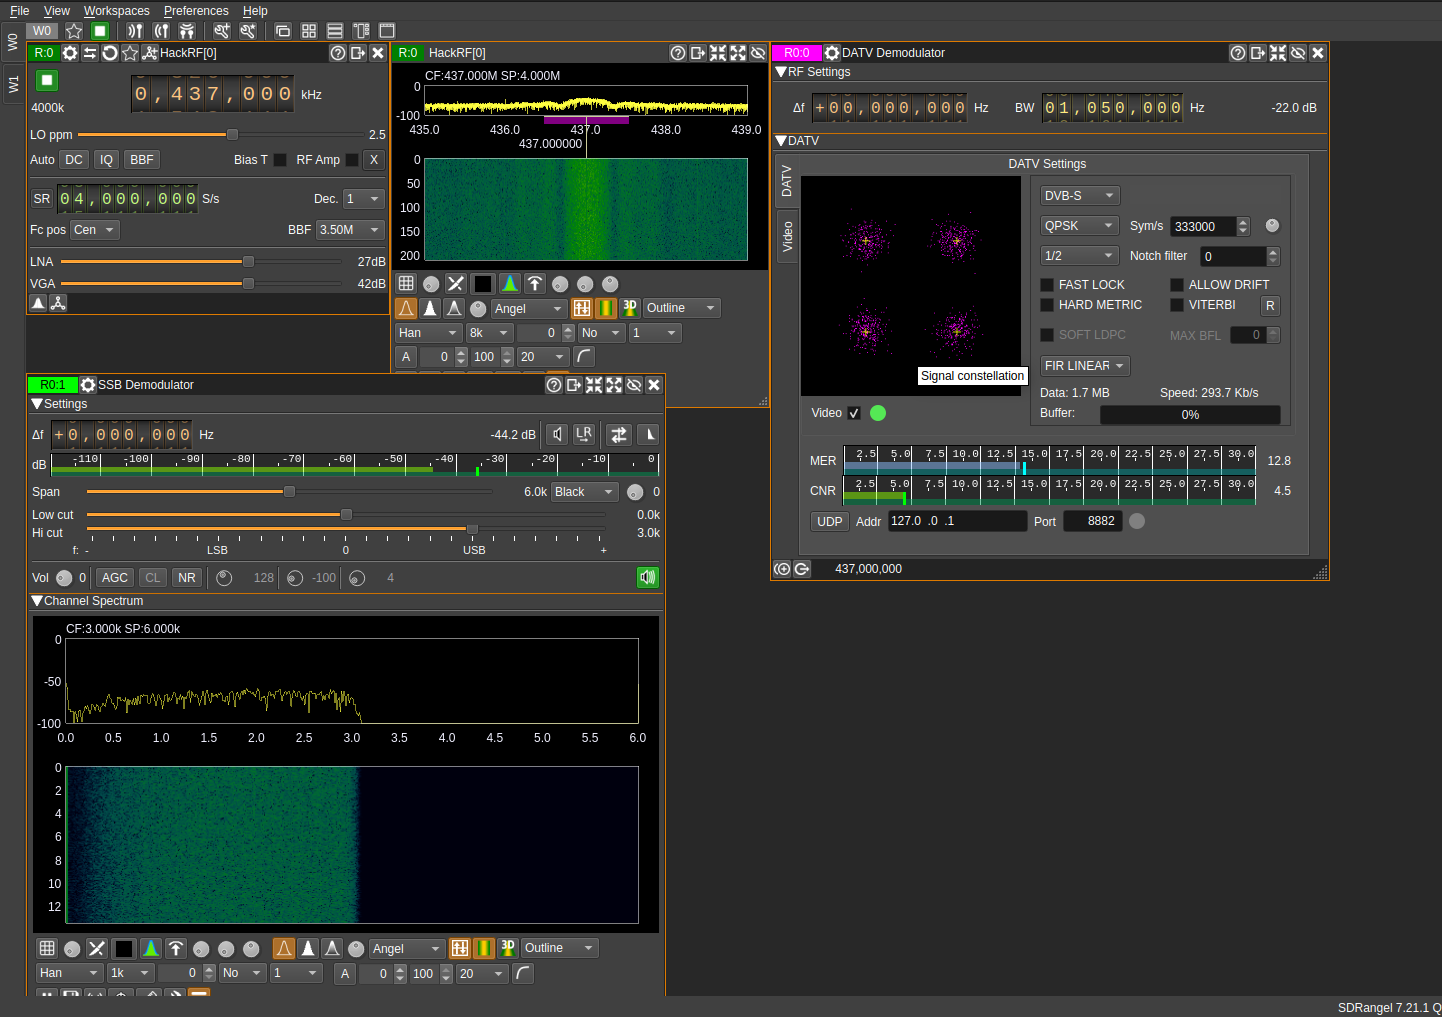 File View Workspaces Preferences Help
W0
W0
W1
R:0 HackRF[0]
4000k
0,437,000 kHz
LO ppm 2.5
Auto DC IQ BBF Bias T RF Amp X
SR 04,000,000 S/s Dec. 1
Fc pos Cen BBF 3.50M
LNA 27dB
VGA 42dB
R:0 HackRF[0]
CF:437.000M SP:4.000M
0
-100
435.0 436.0 437.0 438.0 439.0
437.000000
0
50
100
150
200
3D
Angel Outline
Han 8k 0 No 1
A 0 100 20
R0:0 DATV Demodulator
RF Settings
Δf +00,000,000 Hz BW 01,050,000 Hz -22.0 dB
DATV
DATV
Video
DATV Settings
DVB-S
QPSK Sym/s 333000
1/2 Notch filter 0
FAST LOCK ALLOW DRIFT
HARD METRIC VITERBI R
SOFT LDPC MAX BFL 0
FIR LINEAR
Signal constellation
Data: 1.7 MB Speed: 293.7 Kb/s
Video Buffer: 0%
MER 2.5 5.0 7.5 10.0 12.5 15.0 17.5 20.0 22.5 25.0 27.5 30.0 12.8
CNR 2.5 5.0 7.5 10.0 12.5 15.0 17.5 20.0 22.5 25.0 27.5 30.0 4.5
UDP Addr 127.0 .0 .1 Port 8882
437,000,000
R0:1 SSB Demodulator
Settings
Δf +0,000,000 Hz -44.2 dB LR
dB -110 -100 -90 -80 -70 -60 -50 -40 -30 -20 -10 0
Span 6.0k Black 0
Low cut 0.0k
Hi cut 3.0k
f: - LSB 0 USB +
Vol 0 AGC CL NR 128 -100 4
Channel Spectrum
CF:3.000k SP:6.000k
0
-50
-100
0.0 0.5 1.0 1.5 2.0 2.5 3.0 3.5 4.0 4.5 5.0 5.5 6.0
0
2
4
6
8
10
12
Angel 3D Outline
Han 1k 0 No 1 A 0 100 20
SDRangel 7.21.1 Q